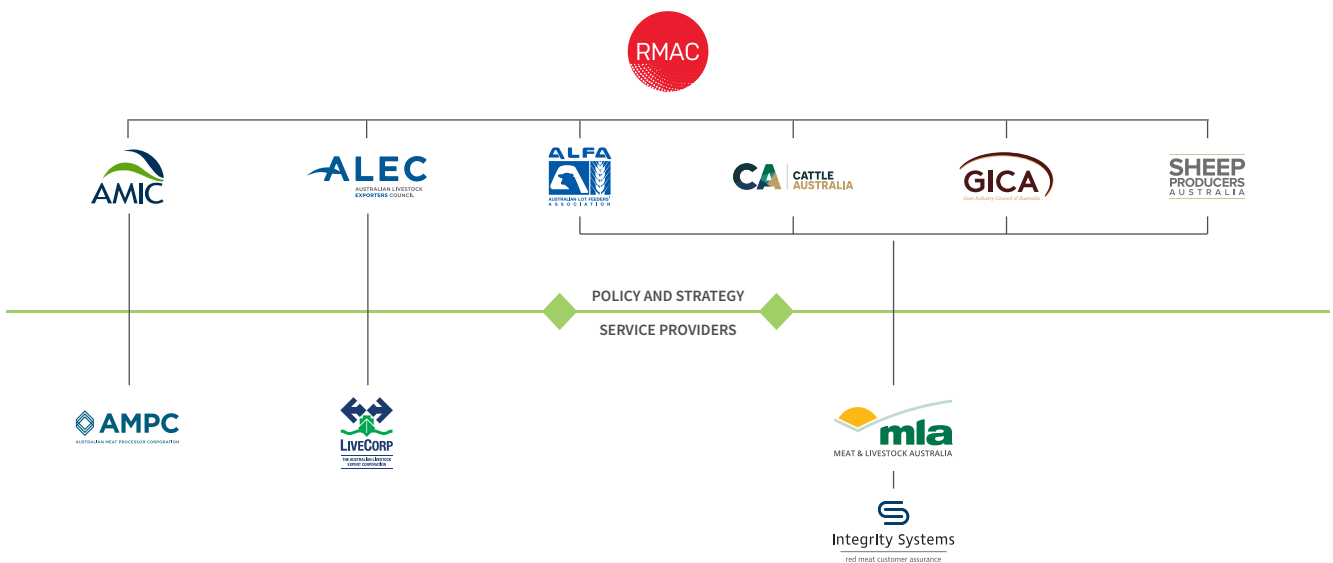 RMAC
AMIC
ALEC
AUSTRALIAN LIVESTOCK
EXPORTERS COUNCIL
ALFA
AUSTRALIAN LOT FEEDERS'
ASSOCIATION
CA
CATTLE
AUSTRALIA
GICA
Goat Industry Council of Australia
SHEEP
PRODUCERS
AUSTRALIA
POLICY AND STRATEGY
SERVICE PROVIDERS
AMPC
AUSTRALIAN MEAT PROCESSOR CORPORATION
LIVECORP
THE AUSTRALIAN LIVESTOCK
EXPORT CORPORATION
mla
MEAT & LIVESTOCK AUSTRALIA
Integrity Systems
red meat customer assurance